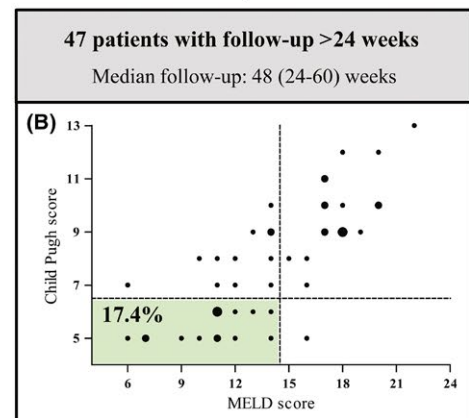 47 patients with follow-up >24 weeks
Median follow-up: 48 (24-60) weeks
(B)
13
11
9
7
5
Child Pugh score
17.4%
6 9 12 15 18 21 24
MELD score